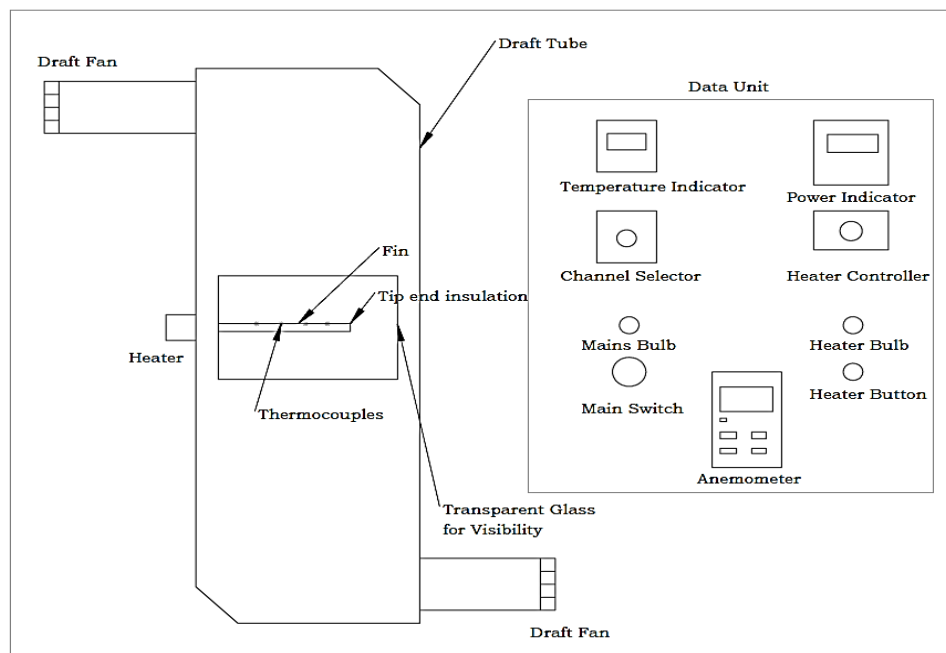 Draft Fan
Draft Tube
Data Unit
Temperature Indicator
Power Indicator
Fin
Channel Selector
Heater Controller
Tip end insulation
Heater
Mains Bulb
Heater Bulb
Thermocouples
Main Switch
Heater Button
Anemometer
Transparent Glass
for Visibility
Draft Fan